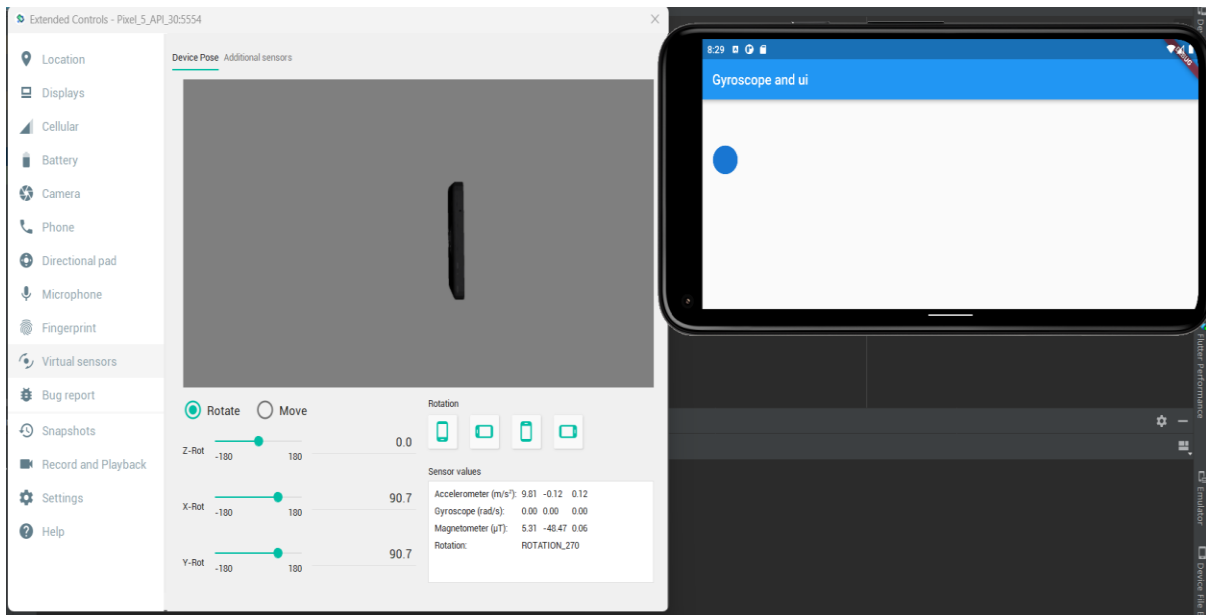 Extended Controls - Pixel_5_API_30:5554
Location
Displays
Cellular
Battery
Camera
Phone
Directional pad
Microphone
Fingerprint
Virtual sensors
Bug report
Snapshots
Record and Playback
Settings
Help
Device Pose Additional sensors
Rotate Move
Z-Rot -180 180 0.0
X-Rot -180 180 90.7
Y-Rot -180 180 90.7
Rotation
Sensor values
Accelerometer (m/s²): 9.81 -0.12 0.12
Gyroscope (rad/s): 0.00 0.00 0.00
Magnetometer (μT): 5.31 -48.47 0.06
Rotation: ROTATION_270
8:29
Gyroscope and ui
Flutter Performance
Emulator